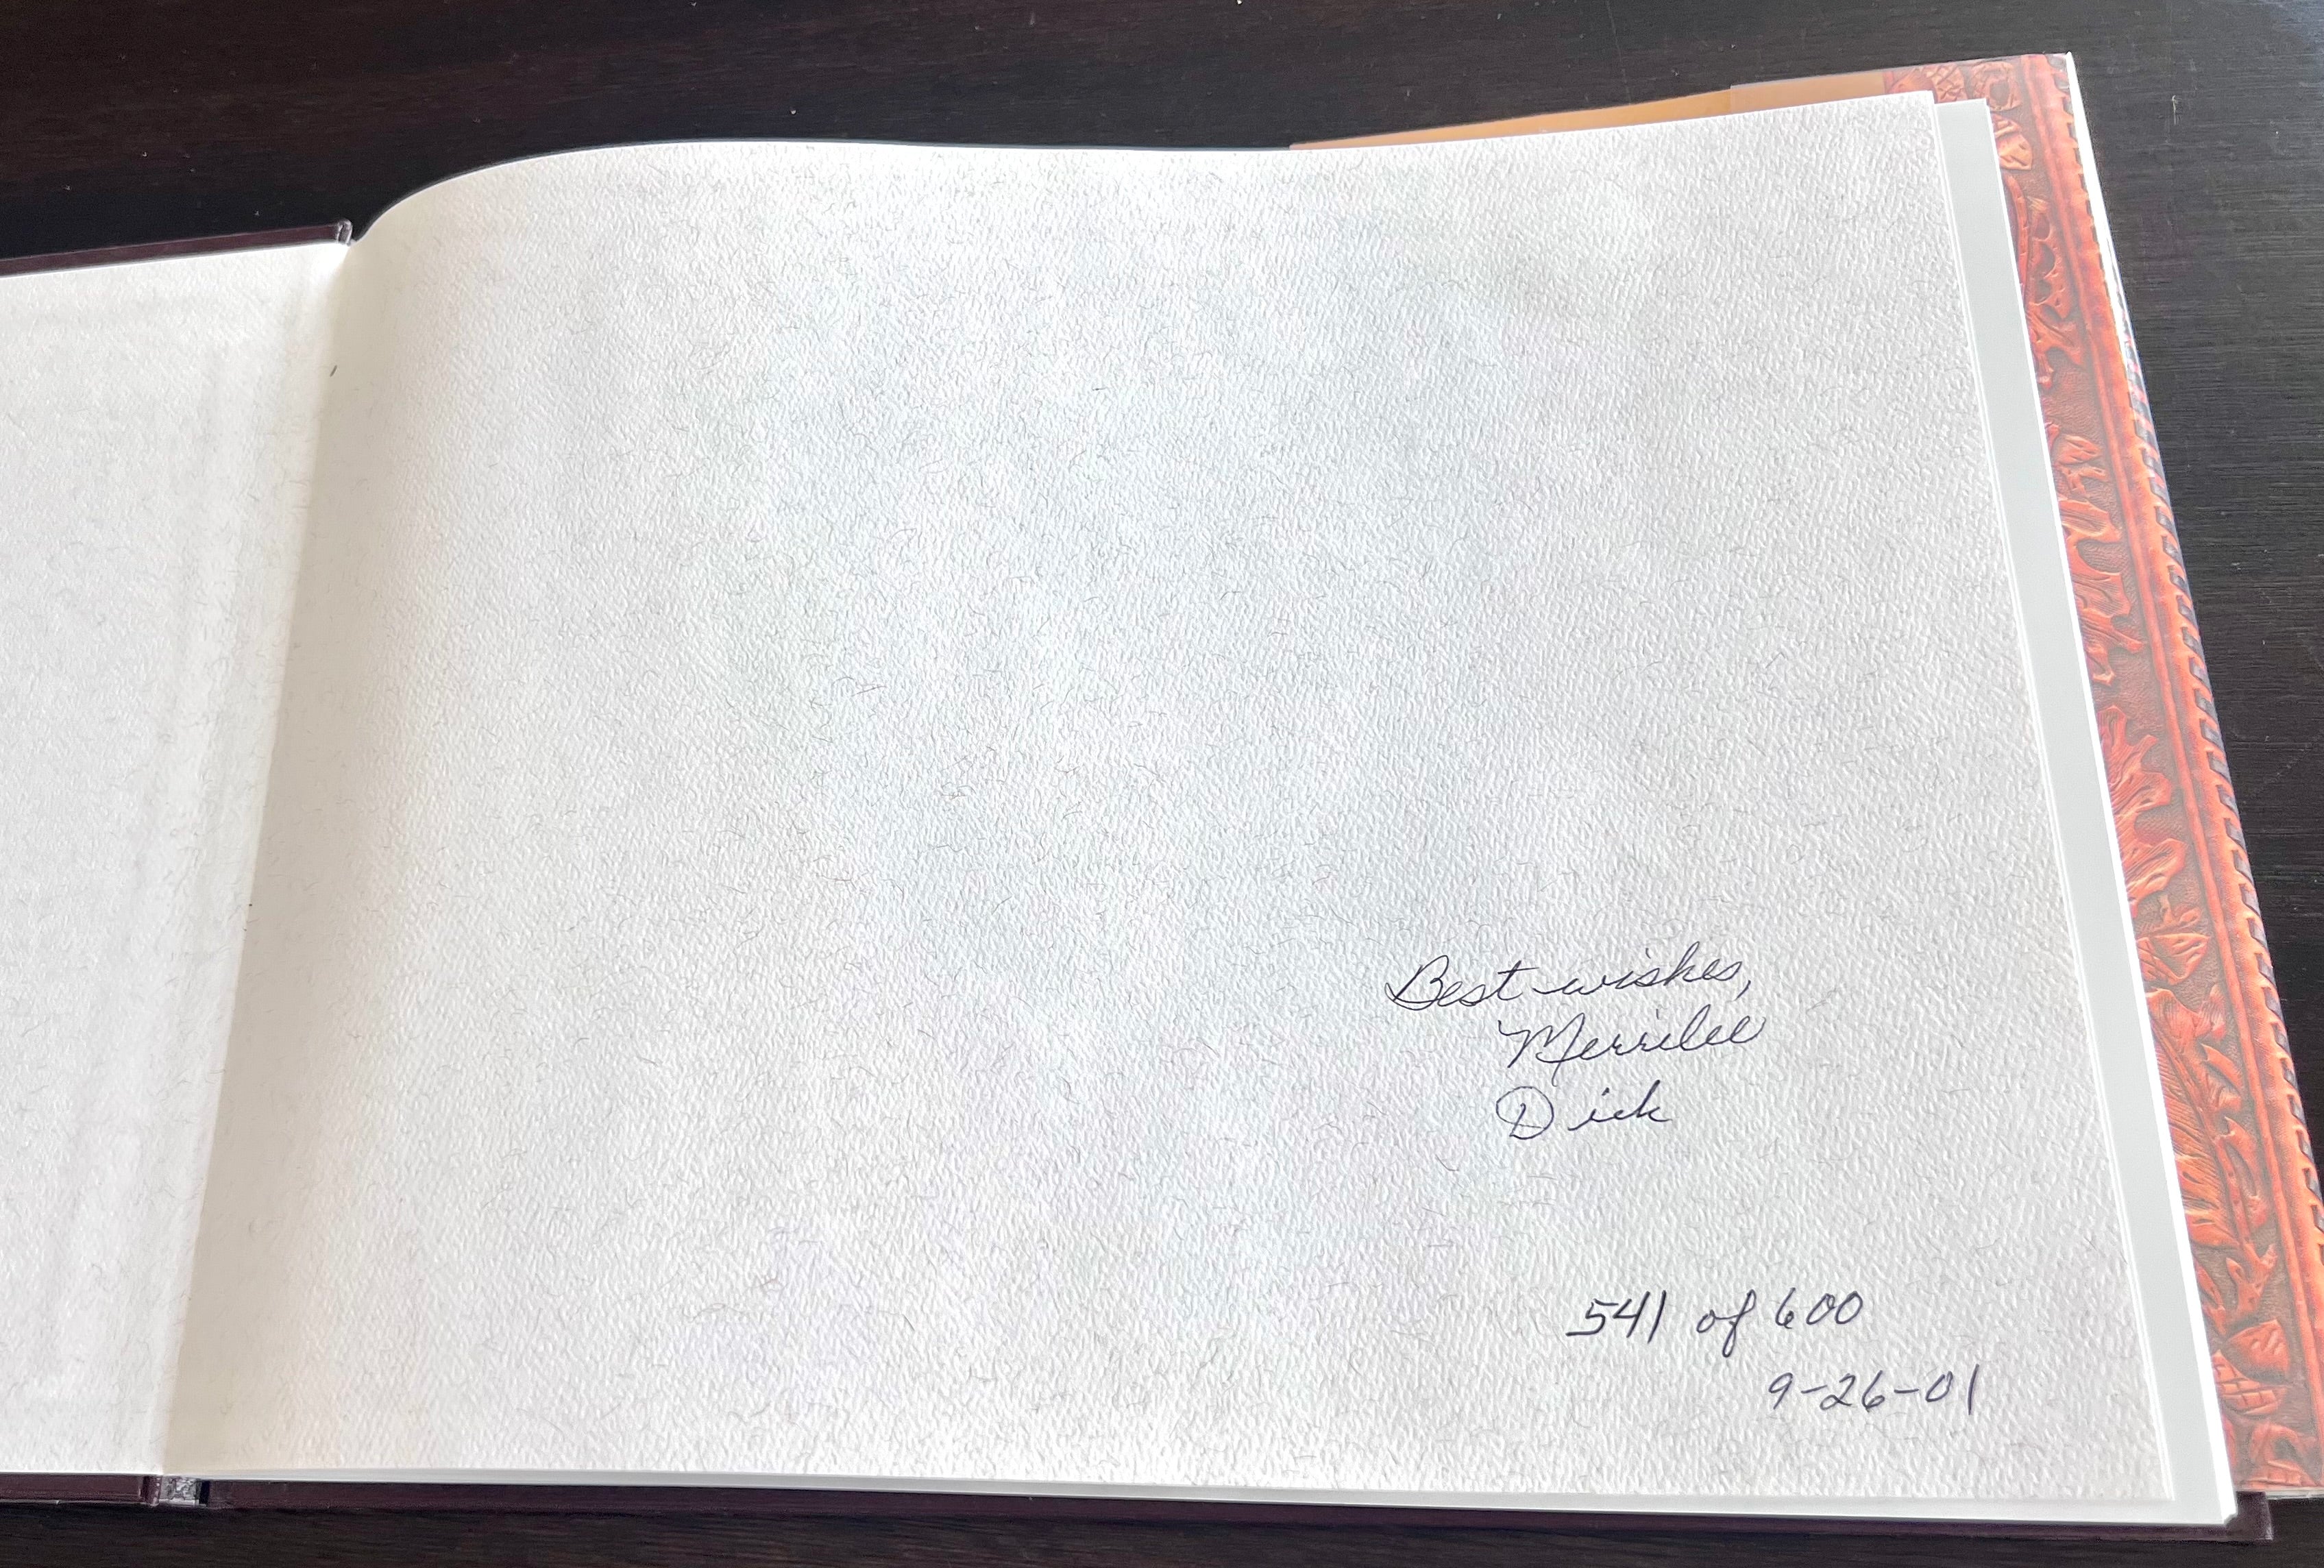 Best wishes,
Merrilee
Dick
541 of 600
9-26-01